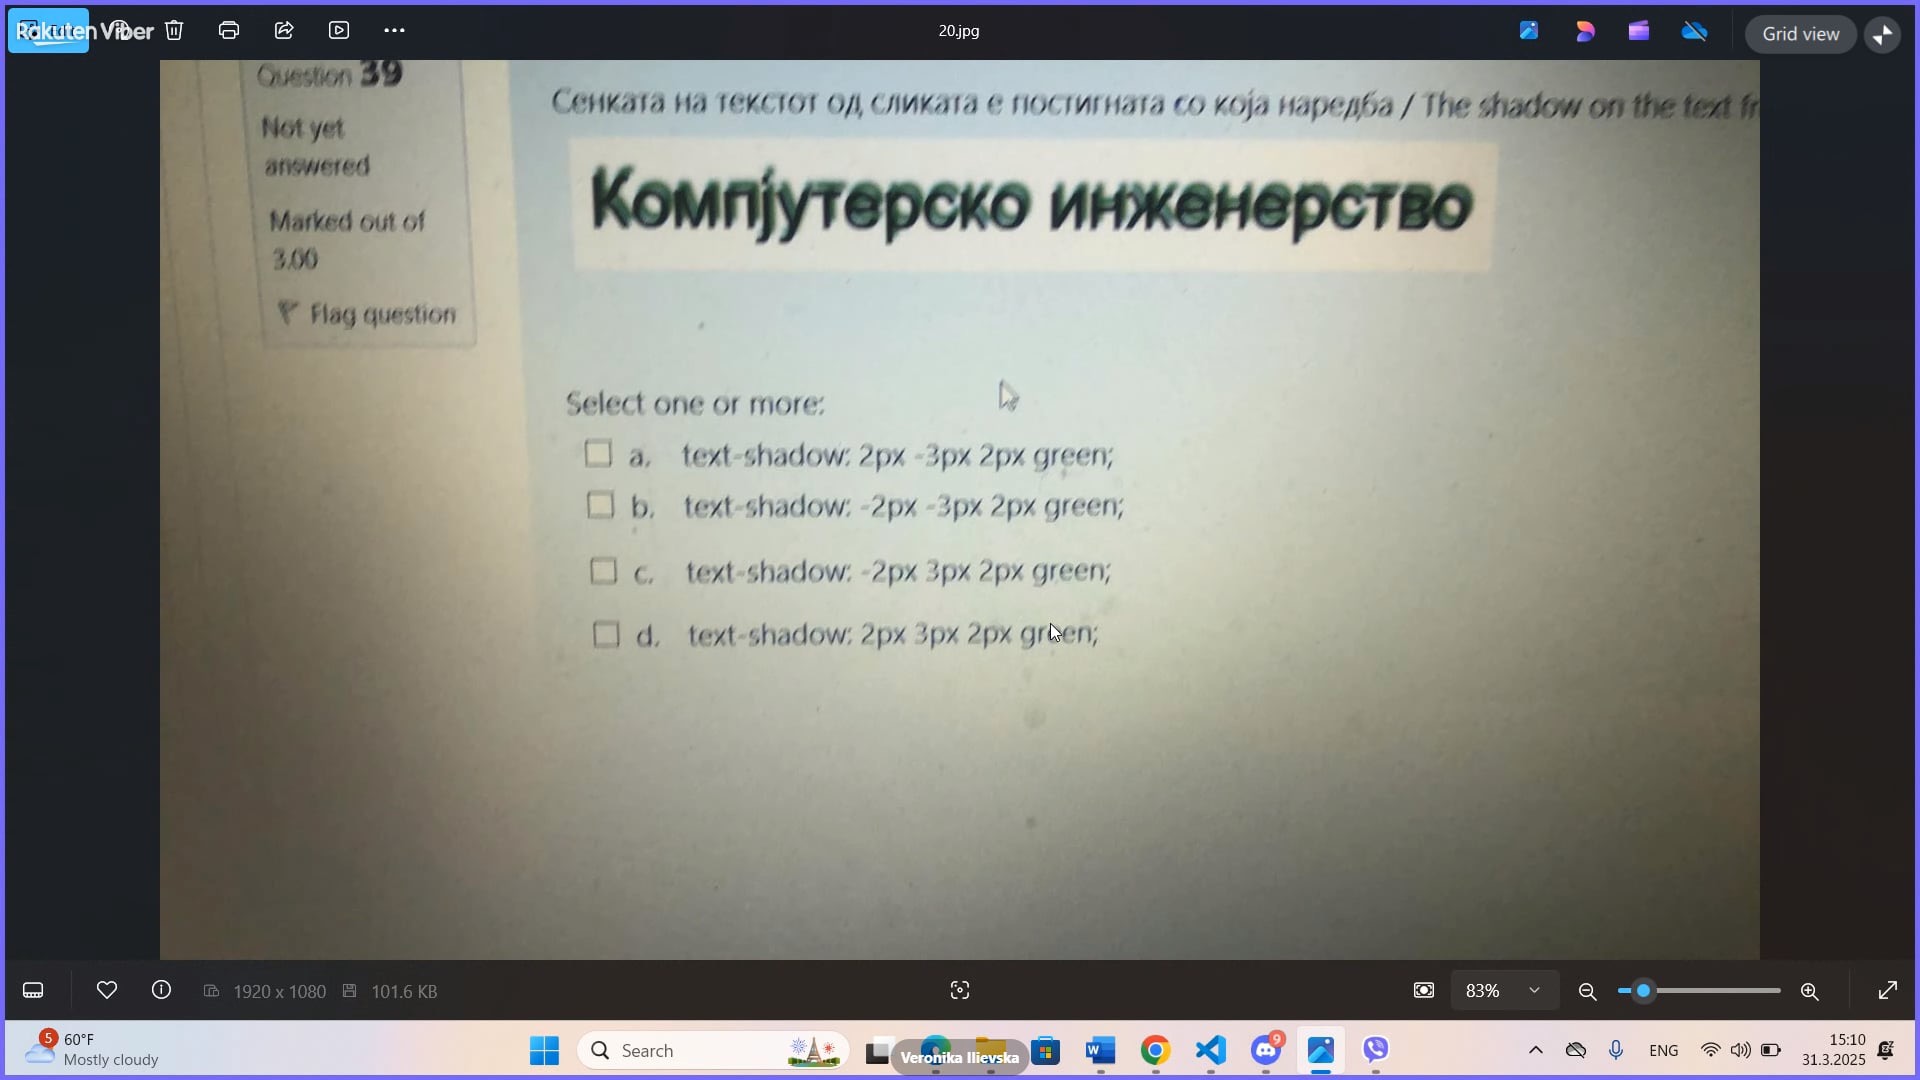 Rakuten Viber
20.jpg
Grid view
Question 39
Not yet
answered
Marked out of
3.00
Flag question
Сенката на текстот од сликата е постигната со која наредба / The shadow on the text fr
Компјутерско инженерство
Select one or more:
a. text-shadow: 2px -3px 2px green;
b. text-shadow: -2px -3px 2px green;
c. text-shadow: -2px 3px 2px green;
d. text-shadow: 2px 3px 2px green;
1920 x 1080
101.6 KB
83%
5
60°F
Mostly cloudy
Search
Veronika Ilievska
9
ENG
15:10
31.3.2025